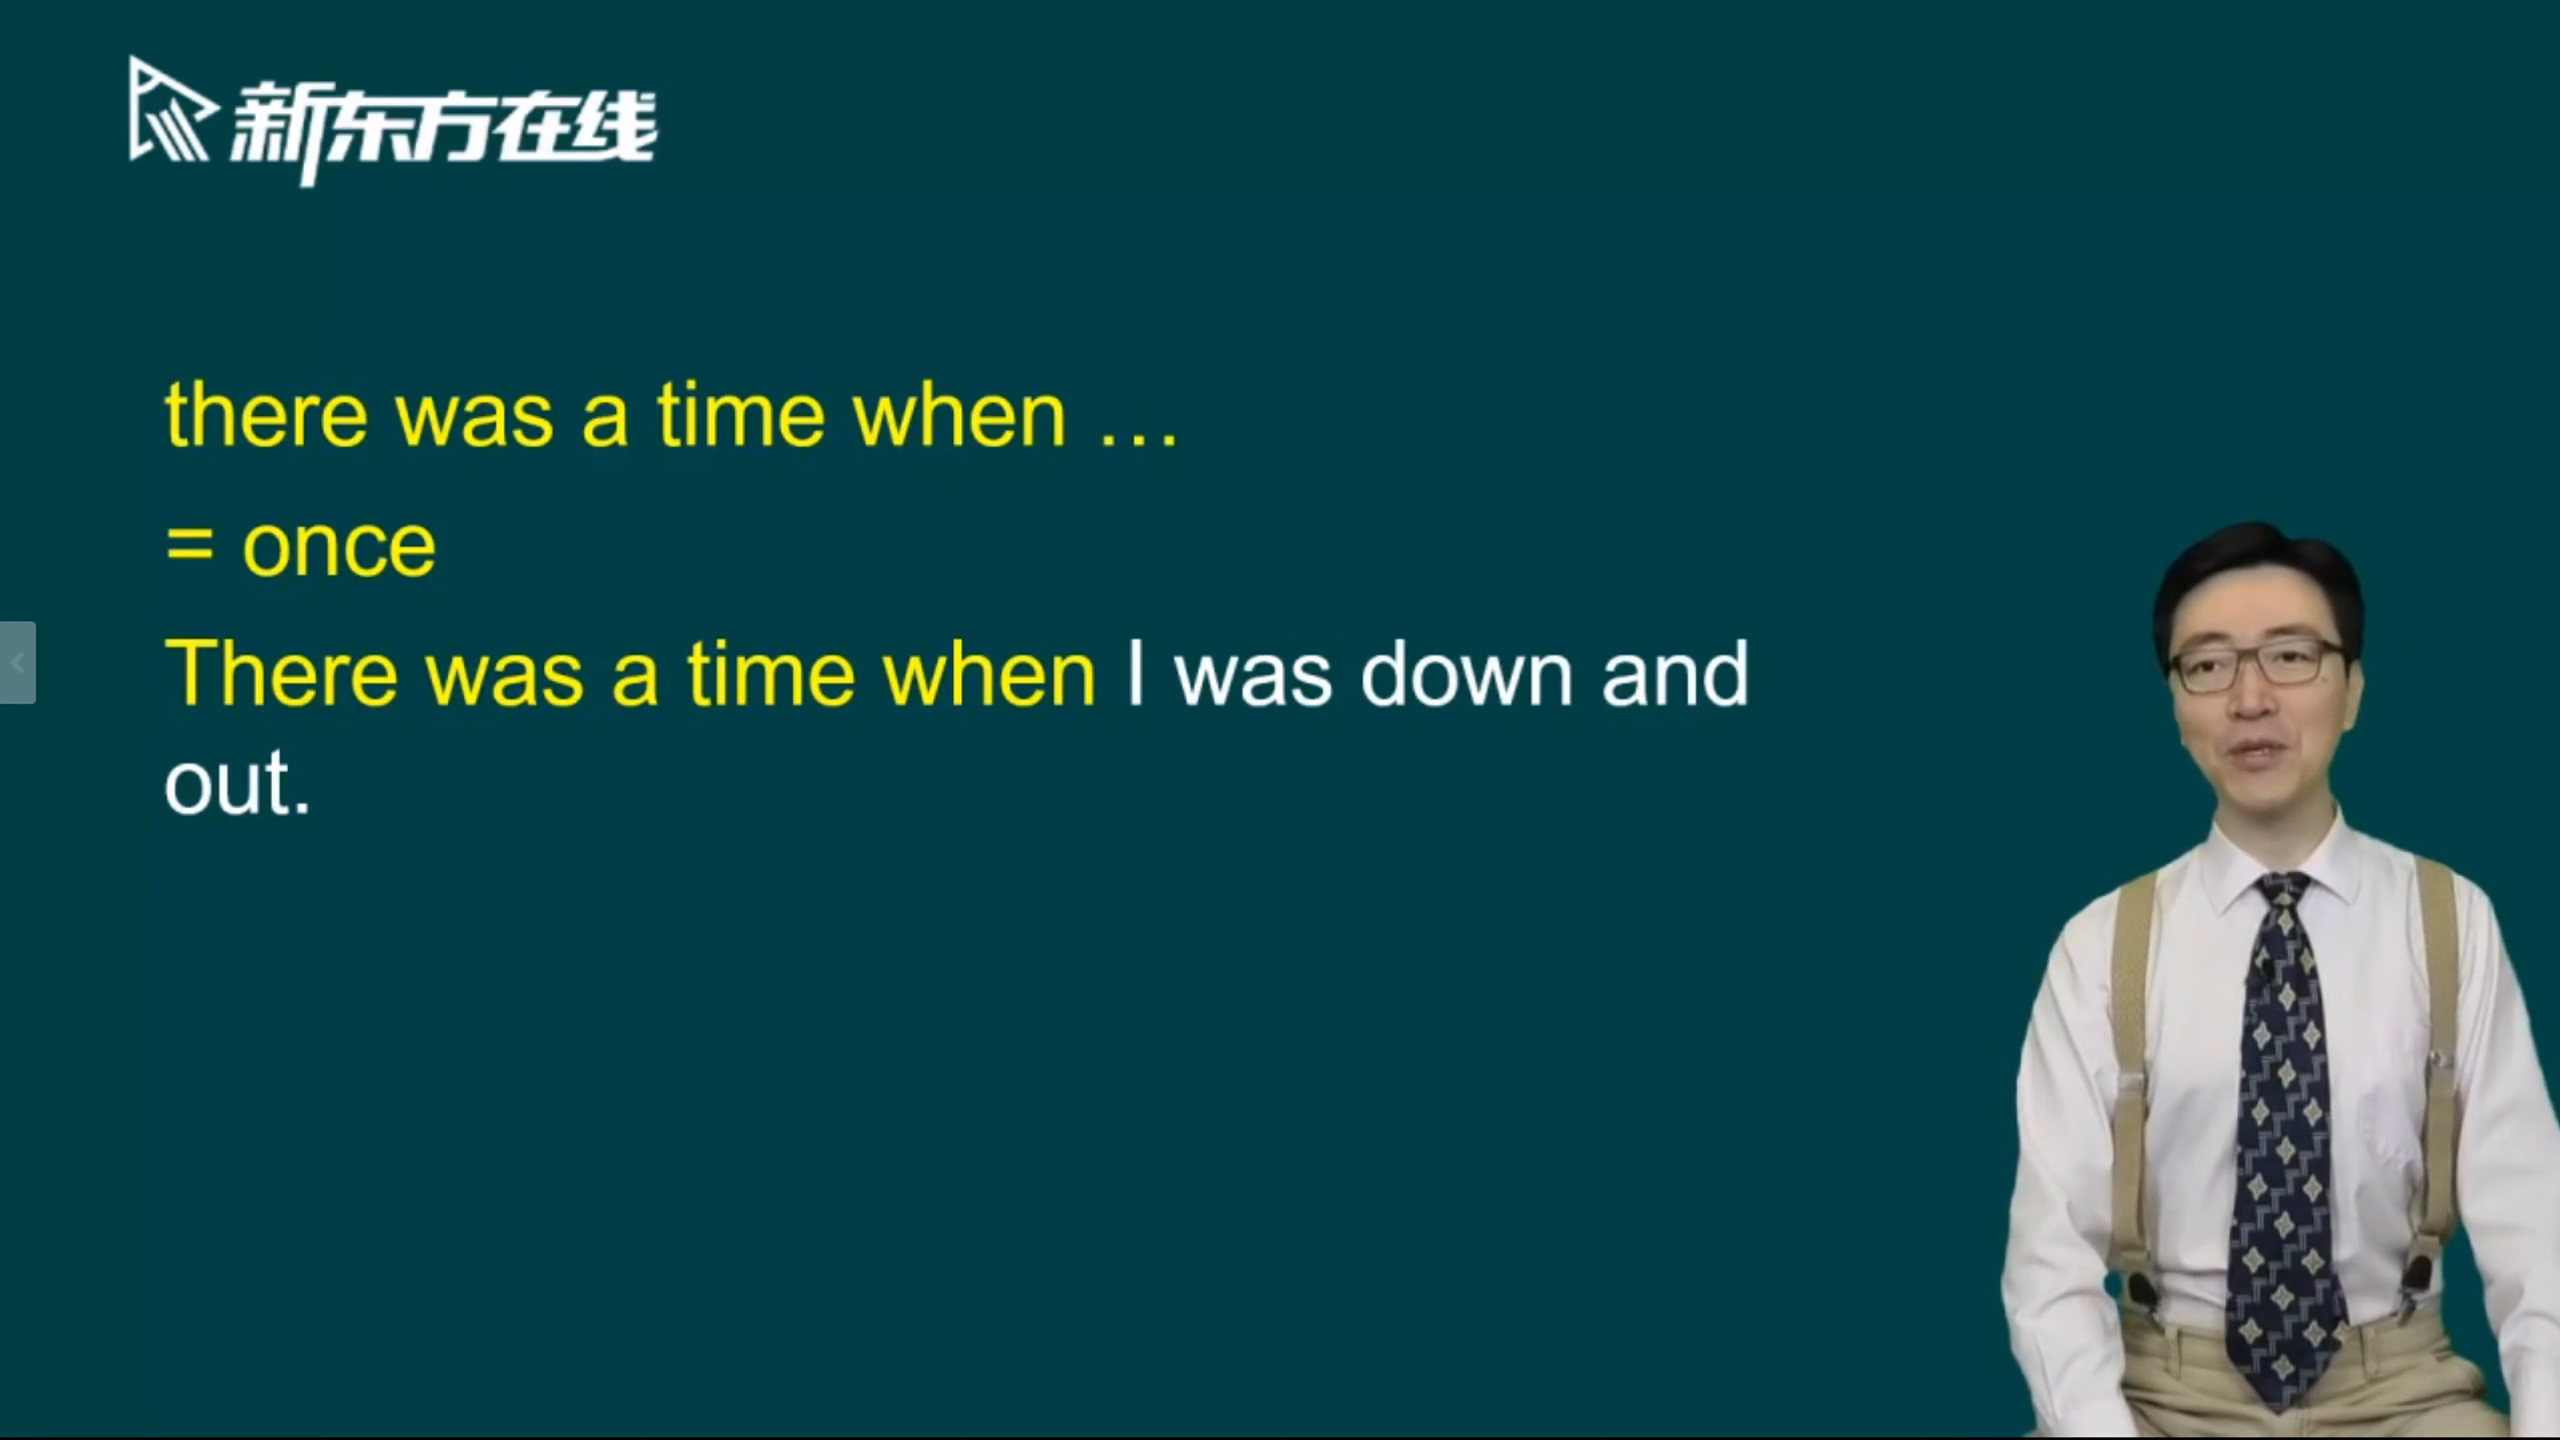 新东方在线
there was a time when …
= once
There was a time when I was down and
out.